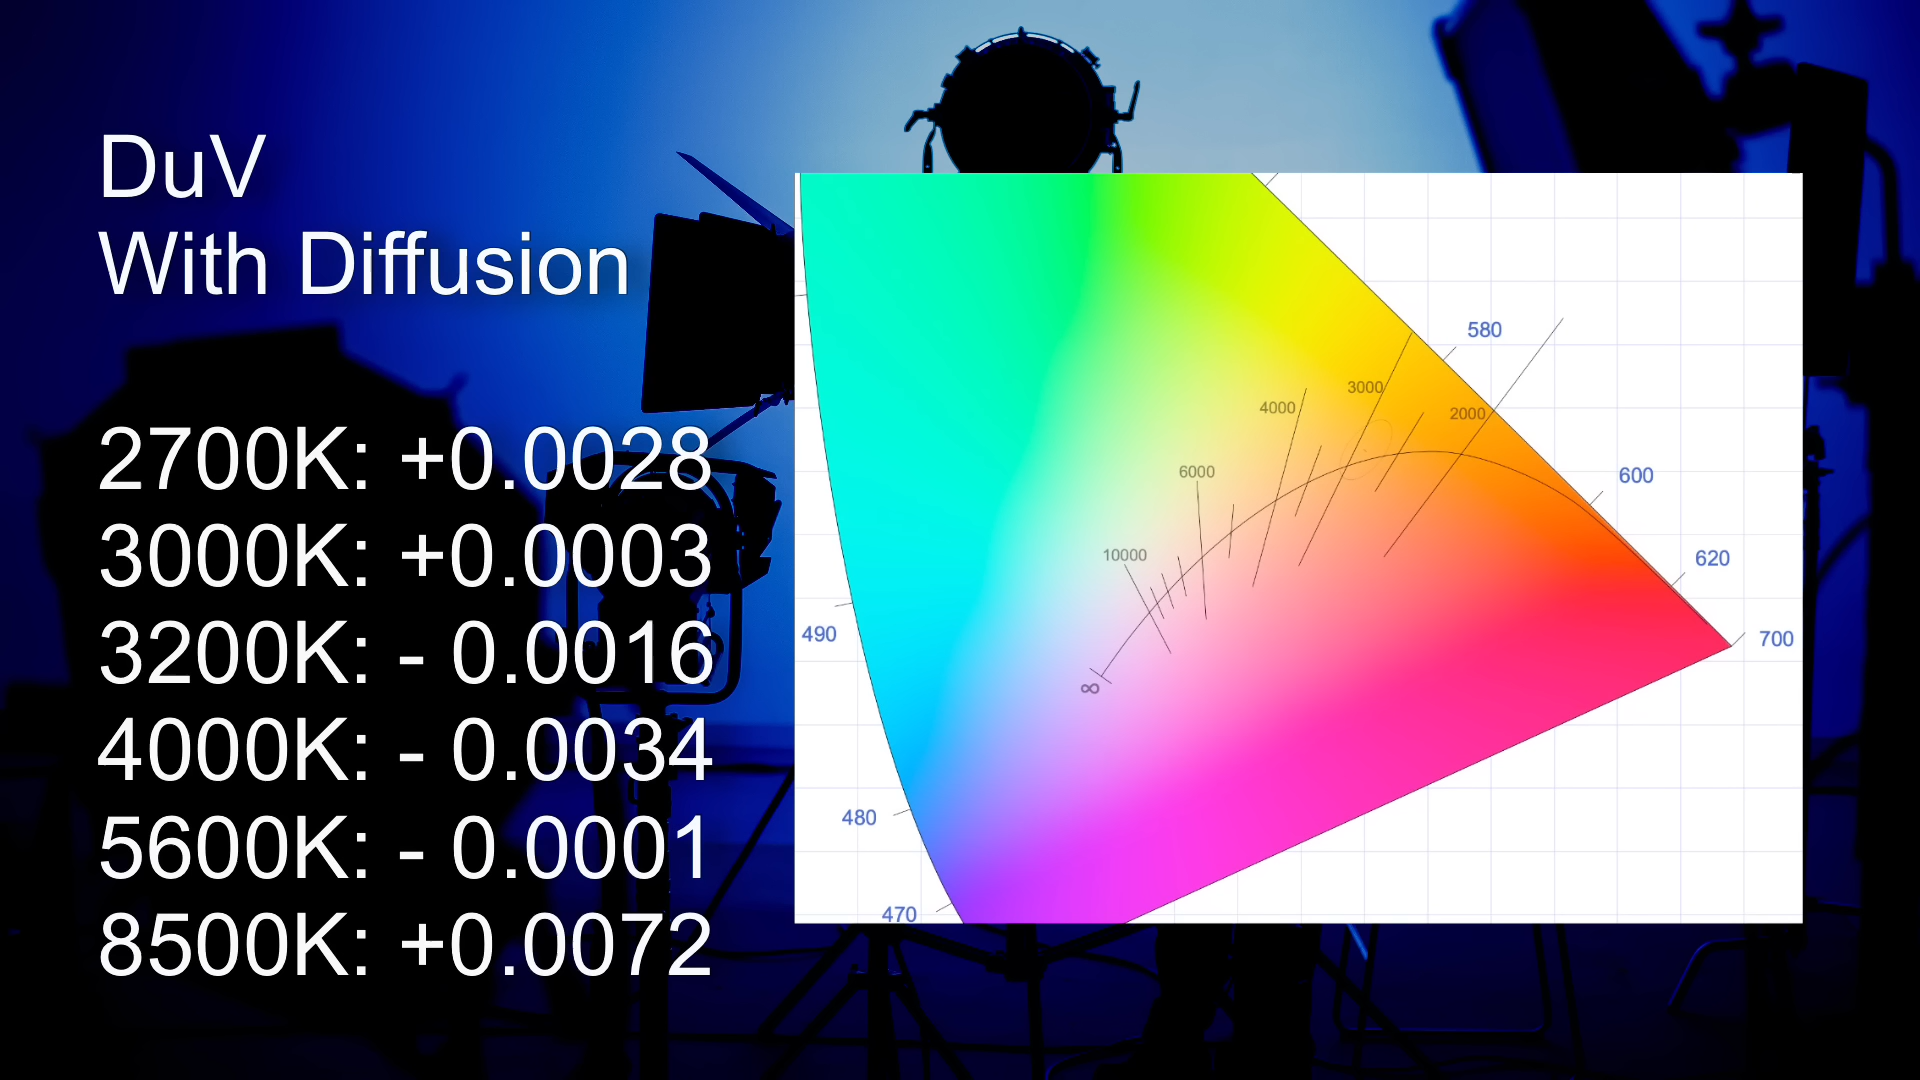 DuV
With Diffusion
2700K: +0.0028
3000K: +0.0003
3200K: - 0.0016
4000K: - 0.0034
5600K: - 0.0001
8500K: +0.0072
580
3000
4000
2000
6000
600
10000
620
490
700
∞
480
470